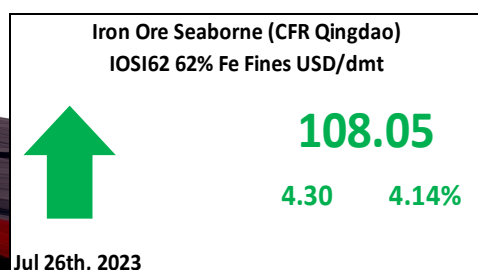 Iron Ore Seaborne (CFR Qingdao)
IOSI62 62% Fe Fines USD/dmt
108.05
4.30 4.14%
Jul 26th, 2023